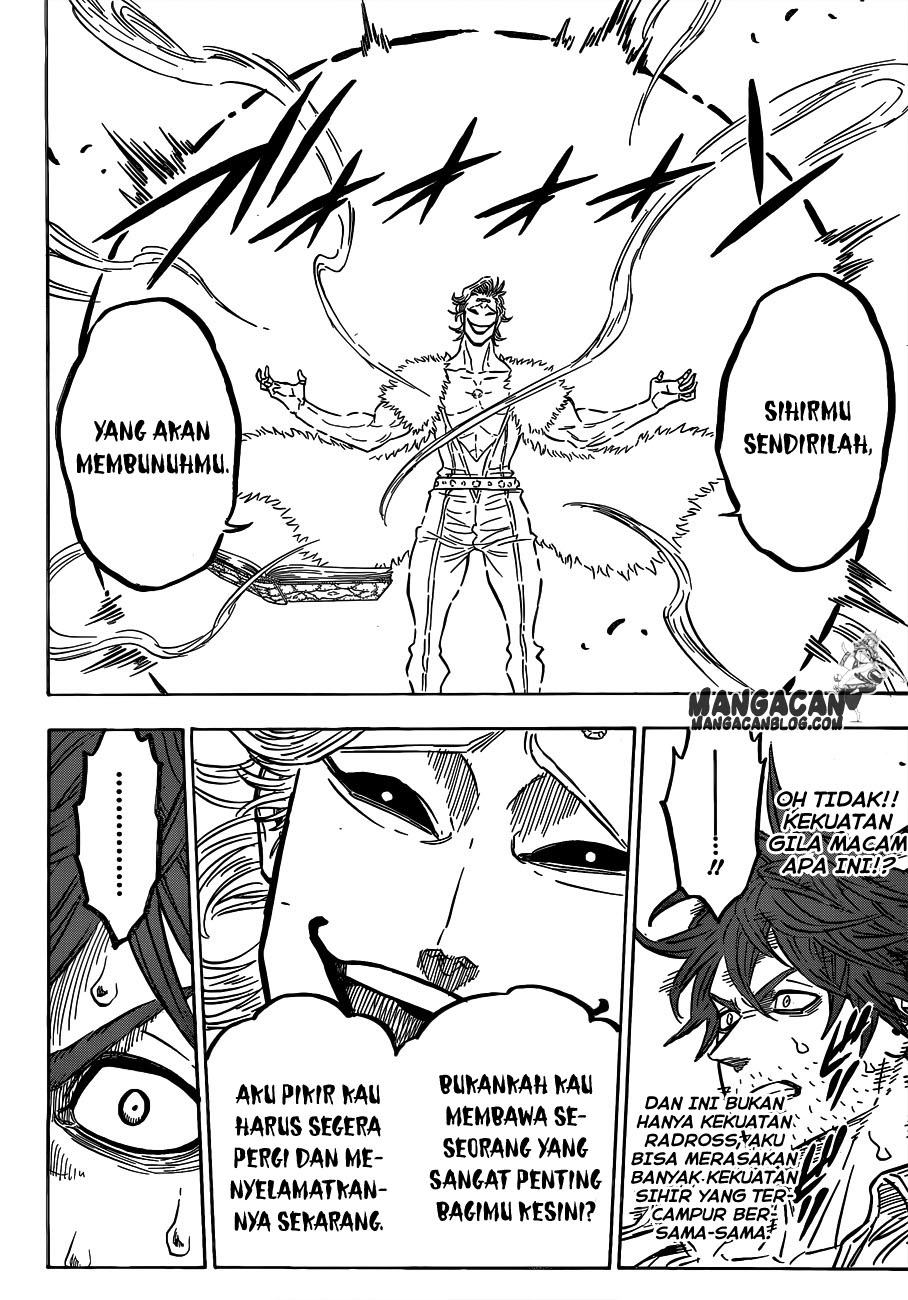 SIHIRMU
SENDIRILAH,
YANG AKAN
MEMBUNUHMU.
MANGACAN
MANGACANBLOG.COM
OH TIDAK!!
KEKUATAN
GILA MACAM
APA INI!?
!!
DAN INI BUKAN
HANYA KEKUATAN
RADROSS, AKU
BISA MERASAKAN
BANYAK KEKUATAN
SIHIR YANG TER-
CAMPUR BER-
SAMA-SAMA.
BUKANKAH KAU
MEMBAWA SE-
SEORANG YANG
SANGAT PENTING
BAGIMU KESINI?
AKU PIKIR KAU
HARUS SEGERA
PERGI DAN ME-
NYELAMATKAN-
NYA SEKARANG.
.........